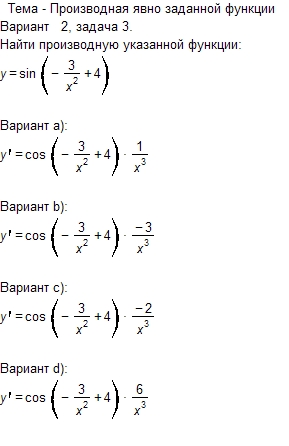 Тема - Производная явно заданной функции
Вариант 2, задача 3.
Найти производную указанной функции:
y = sin ( - 3/x² + 4 )
Вариант a):
y' = cos ( - 3/x² + 4 ) · 1/x³
Вариант b):
y' = cos ( - 3/x² + 4 ) · -3/x³
Вариант c):
y' = cos ( - 3/x² + 4 ) · -2/x³
Вариант d):
y' = cos ( - 3/x² + 4 ) · 6/x³